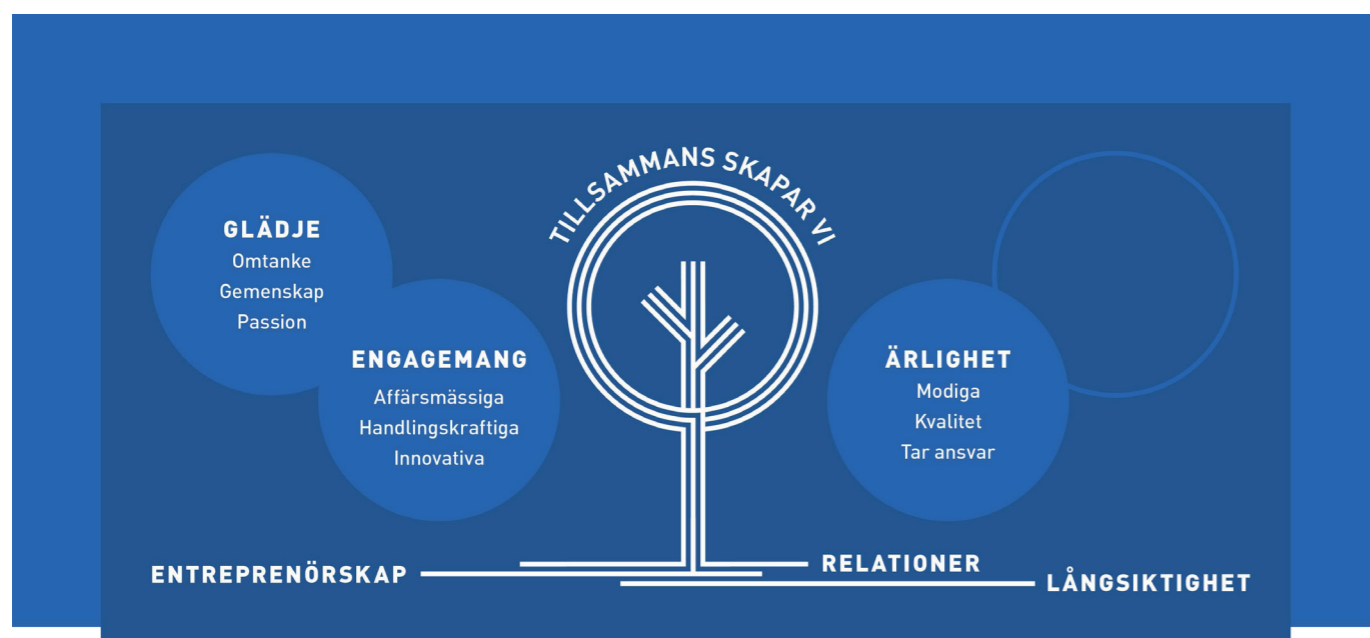 TILLSAMMANS SKAPAR VI
GLÄDJE
Omtanke
Gemenskap
Passion
ENGAGEMANG
Affärsmässiga
Handlingskraftiga
Innovativa
ÄRLIGHET
Modiga
Kvalitet
Tar ansvar
ENTREPRENÖRSKAP
RELATIONER
LÅNGSIKTIGHET